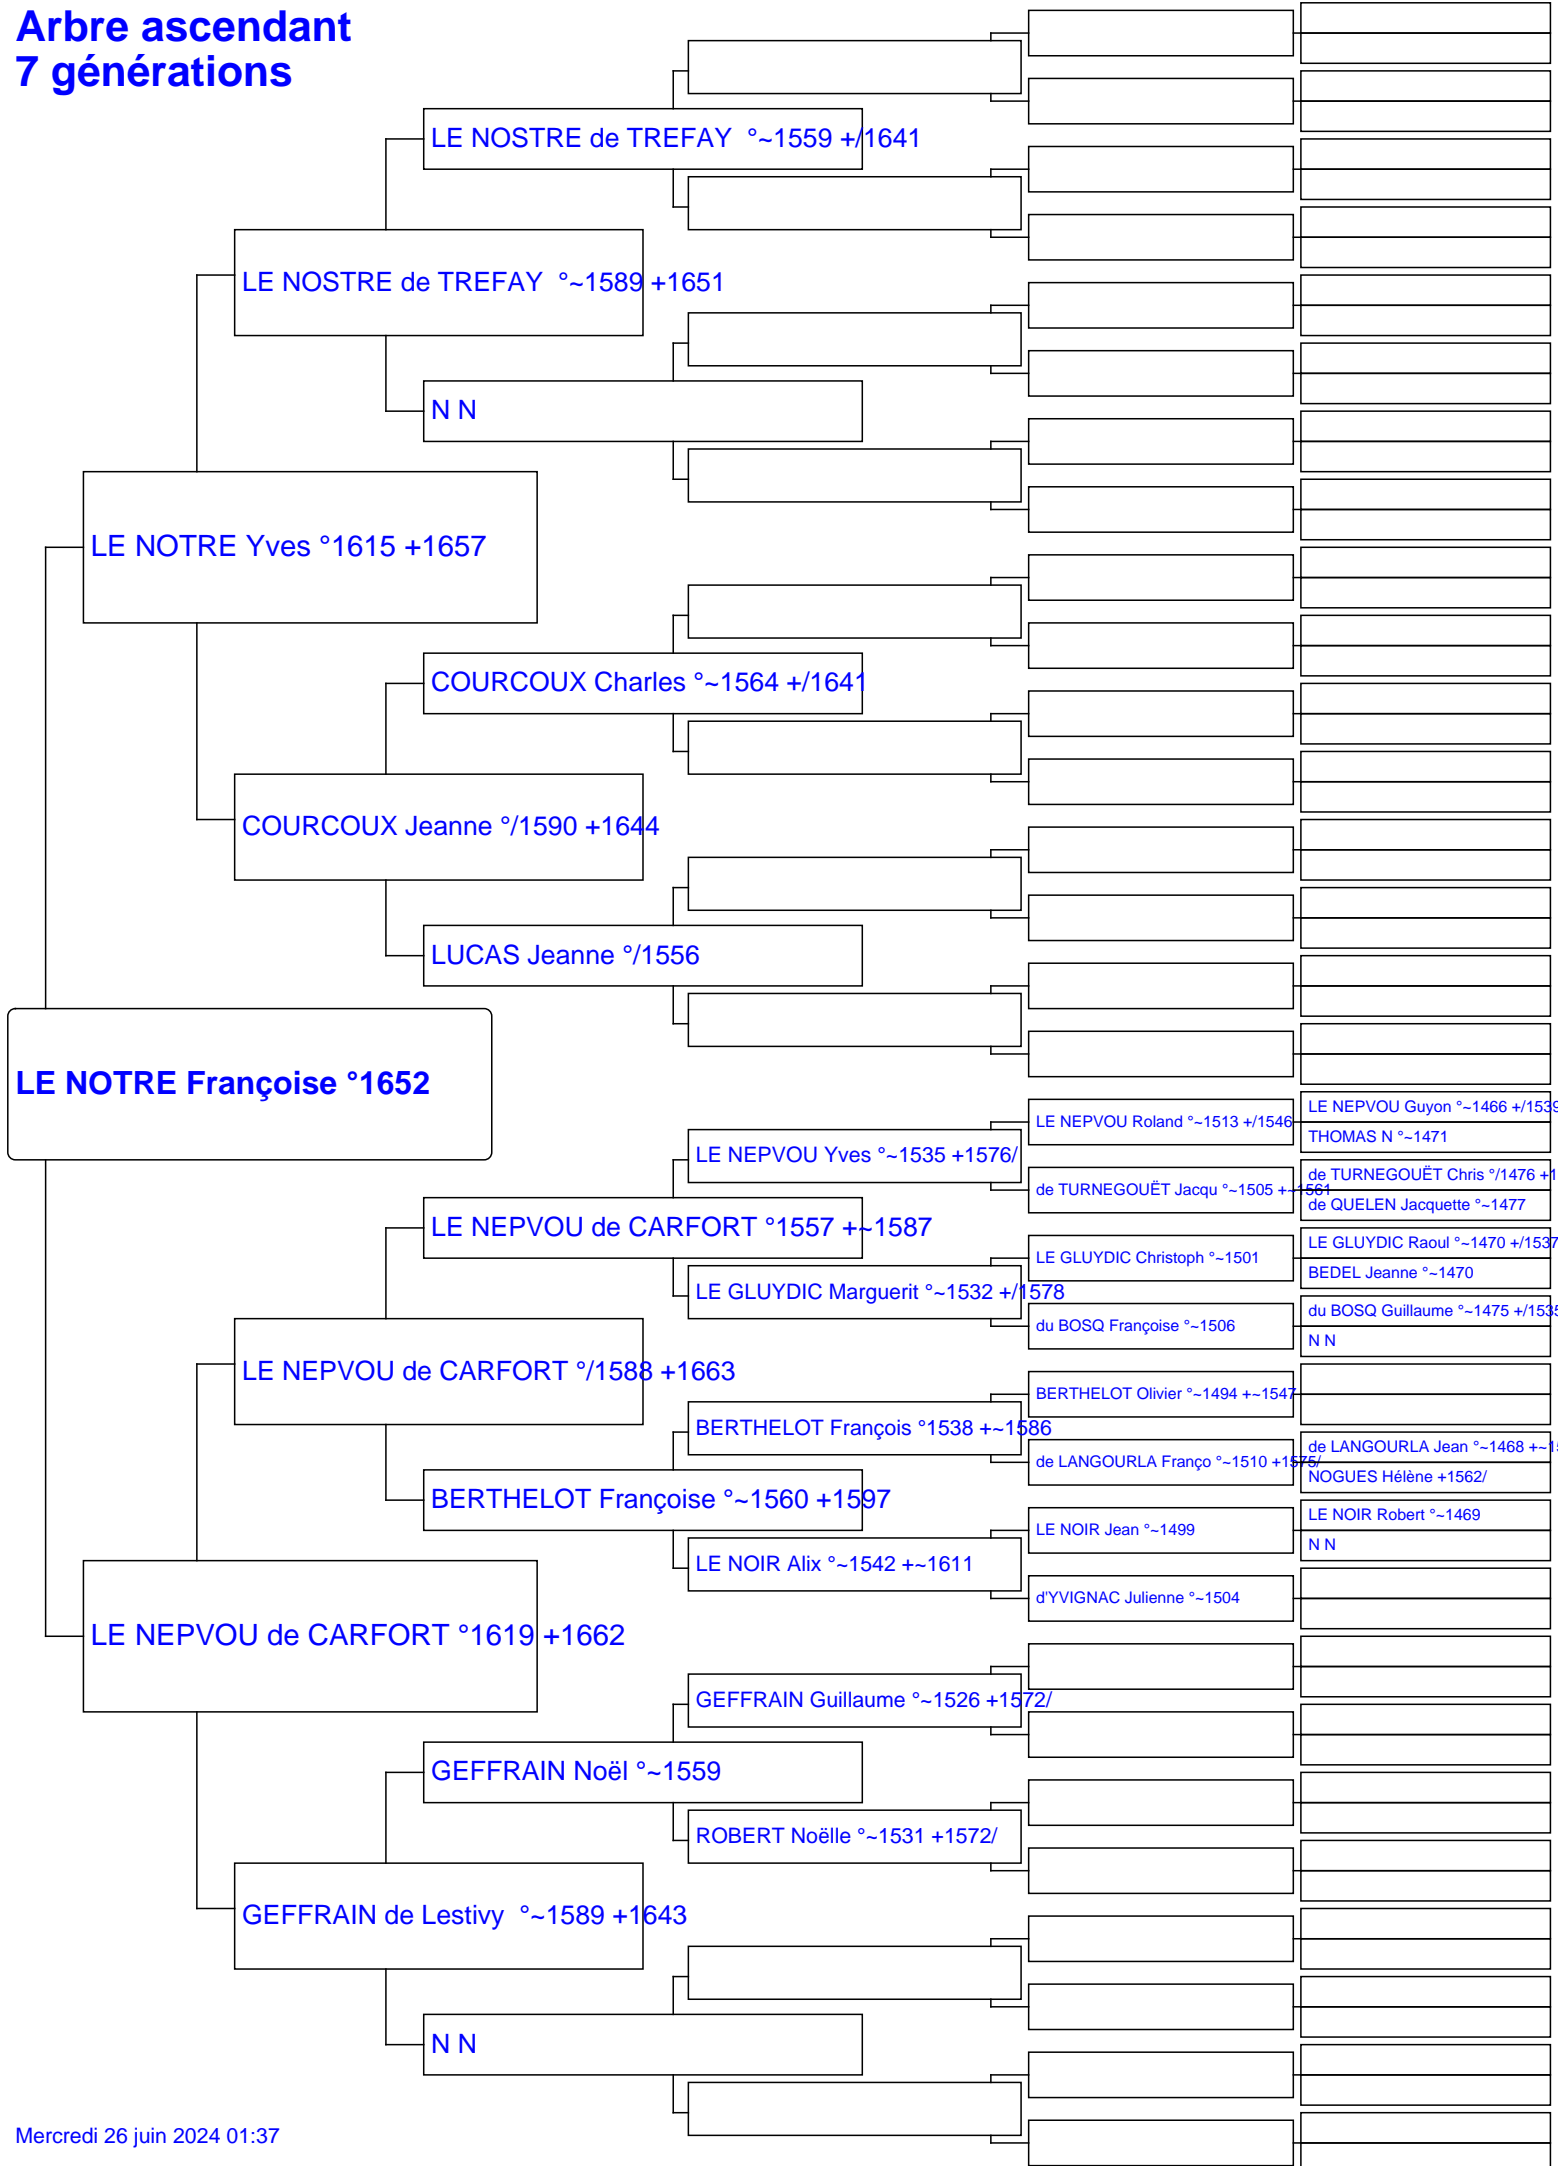 Arbre ascendant
7 générations
LE NOSTRE de TREFAY °~1559 +/1641
LE NOSTRE de TREFAY °~1589 +1651
N N
LE NOTRE Yves °1615 +1657
COURCOUX Charles °~1564 +/1641
COURCOUX Jeanne °/1590 +1644
LUCAS Jeanne °/1556
LE NOTRE Françoise °1652
LE NEPVOU Guyon °~1466 +/1539
LE NEPVOU Roland °~1513 +/1546
THOMAS N °~1471
LE NEPVOU Yves °~1535 +1576/
de TURNEGOUËT Chris °/1476 +1
de TURNEGOUËT Jacqu °~1505 +~1561
de QUELEN Jacquette °~1477
LE NEPVOU de CARFORT °1557 +~1587
LE GLUYDIC Raoul °~1470 +/1537
LE GLUYDIC Christoph °~1501
BEDEL Jeanne °~1470
LE GLUYDIC Marguerit °~1532 +/1578
du BOSQ Guillaume °~1475 +/1535
du BOSQ Françoise °~1506
N N
LE NEPVOU de CARFORT °/1588 +1663
BERTHELOT Olivier °~1494 +~1547
BERTHELOT François °1538 +~1586
de LANGOURLA Jean °~1468 +~15
de LANGOURLA Franço °~1510 +1575/
NOGUES Hélène +1562/
BERTHELOT Françoise °~1560 +1597
LE NOIR Robert °~1469
LE NOIR Jean °~1499
N N
LE NOIR Alix °~1542 +~1611
d'YVIGNAC Julienne °~1504
LE NEPVOU de CARFORT °1619 +1662
GEFFRAIN Guillaume °~1526 +1572/
GEFFRAIN Noël °~1559
ROBERT Noëlle °~1531 +1572/
GEFFRAIN de Lestivy °~1589 +1643
N N
Mercredi 26 juin 2024 01:37